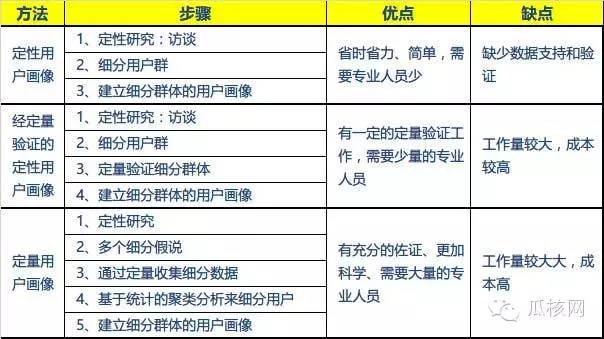 方法 步骤 优点 缺点
定性用
户画像
1、定性研究：访谈
2、细分用户群
3、建立细分群体的用户画像
省时省力、简单，需
要专业人员少
缺少数据支持和验
证
经定量
验证的
定性用
户画像
1、定性研究：访谈
2、细分用户群
3、定量验证细分群体
4、建立细分群体的用户画像
有一定的定量验证工
作，需要少量的专业
人员
工作量较大，成本
较高
定量用
户画像
1、定性研究
2、多个细分假说
3、通过定量收集细分数据
4、基于统计的聚类分析来细分用户
5、建立细分群体的用户画像
有充分的佐证、更加
科学、需要大量的专
业人员
工作量较大大，成
本高
瓜核网